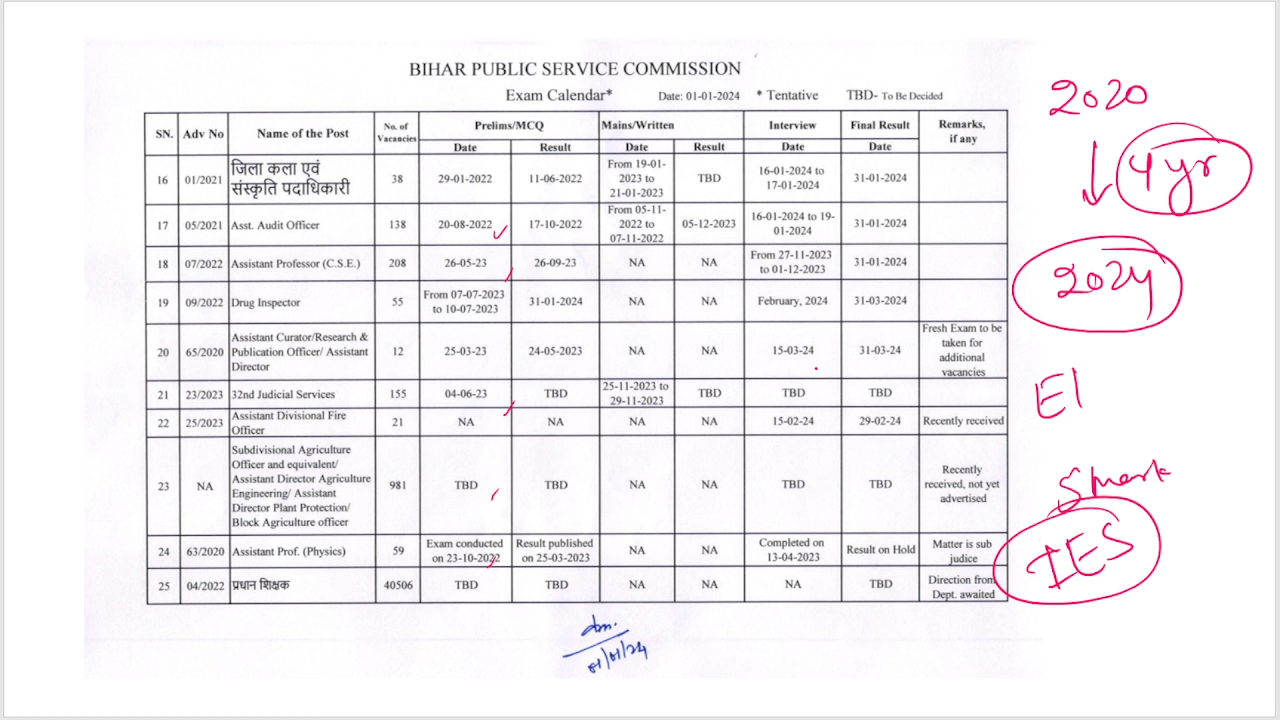 BIHAR PUBLIC SERVICE COMMISSION
Exam Calendar* Date: 01-01-2024 * Tentative TBD- To Be Decided
SN. Adv No Name of the Post No. of Vacancies Prelims/MCQ Mains/Written Interview Final Result Remarks, if any
Date Result Date Result Date Date
16 01/2021 जिला कला एवं संस्कृति पदाधिकारी 38 29-01-2022 11-06-2022 From 19-01-2023 to 21-01-2023 TBD 16-01-2024 to 17-01-2024 31-01-2024
17 05/2021 Asst. Audit Officer 138 20-08-2022 17-10-2022 From 05-11-2022 to 07-11-2022 05-12-2023 16-01-2024 to 19-01-2024 31-01-2024
18 07/2022 Assistant Professor (C.S.E.) 208 26-05-23 26-09-23 NA NA From 27-11-2023 to 01-12-2023 31-01-2024
19 09/2022 Drug Inspector 55 From 07-07-2023 to 10-07-2023 31-01-2024 NA NA February, 2024 31-03-2024
20 65/2020 Assistant Curator/Research & Publication Officer/ Assistant Director 12 25-03-23 24-05-2023 NA NA 15-03-24 31-03-24 Fresh Exam to be taken for additional vacancies
21 23/2023 32nd Judicial Services 155 04-06-23 TBD 25-11-2023 to 29-11-2023 TBD TBD TBD
22 25/2023 Assistant Divisional Fire Officer 21 NA NA NA NA 15-02-24 29-02-24 Recently received
23 NA Subdivisional Agriculture Officer and equivalent/ Assistant Director Agriculture Engineering/ Assistant Director Plant Protection/ Block Agriculture officer 981 TBD TBD NA NA TBD TBD Recently received, not yet advertised
24 63/2020 Assistant Prof. (Physics) 59 Exam conducted on 23-10-2022 Result published on 25-03-2023 NA NA Completed on 13-04-2023 Result on Hold Matter is sub judice
25 04/2022 प्रधान शिक्षक 40506 TBD TBD NA NA NA TBD Direction from Dept. awaited
2020
4 yr
2024
IES